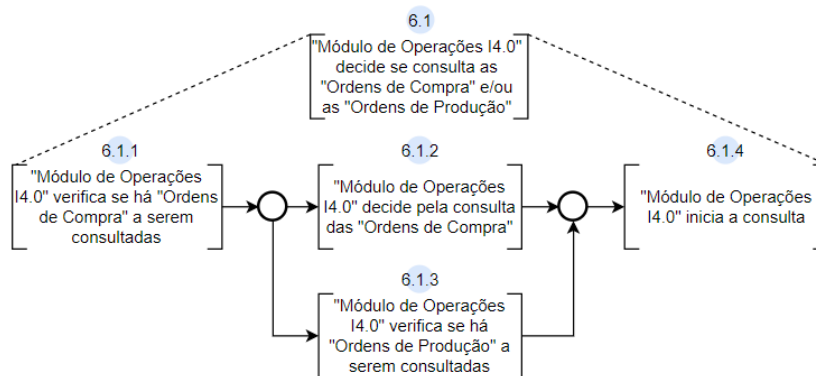 6.1
"Módulo de Operações I4.0"
decide se consulta as
"Ordens de Compra" e/ou
as "Ordens de Produção"
6.1.1
"Módulo de Operações
I4.0" verifica se há "Ordens
de Compra" a serem
consultadas
6.1.2
"Módulo de Operações
I4.0" decide pela consulta
das "Ordens de Compra"
6.1.4
"Módulo de Operações
I4.0" inicia a consulta
6.1.3
"Módulo de Operações
I4.0" verifica se há
"Ordens de Produção" a
serem consultadas